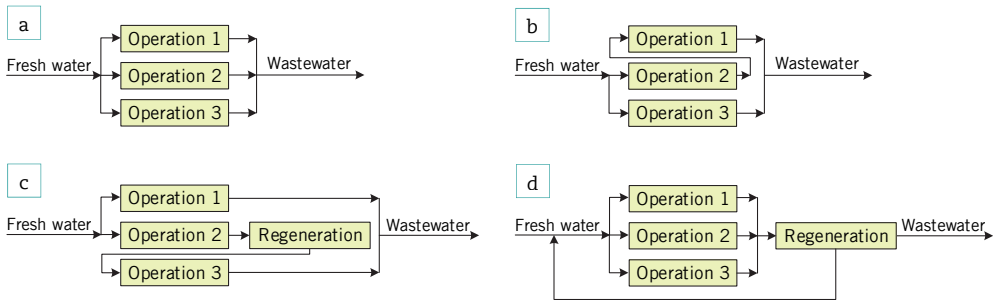 a
Operation 1
Fresh water
Operation 2
Wastewater
Operation 3
b
Operation 1
Fresh water
Operation 2
Wastewater
Operation 3
c
Operation 1
Fresh water
Operation 2
Regeneration
Wastewater
Operation 3
d
Operation 1
Fresh water
Operation 2
Regeneration
Wastewater
Operation 3